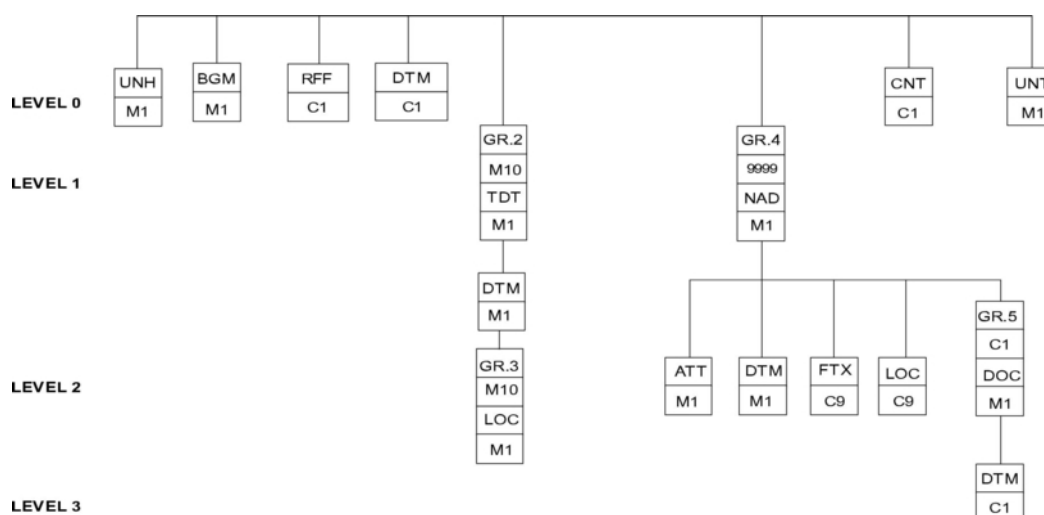 UNH
M1
BGM
M1
RFF
C1
DTM
C1
CNT
C1
UNT
M1
LEVEL 0
GR.2
M10
TDT
M1
GR.4
9999
NAD
M1
LEVEL 1
DTM
M1
GR.3
M10
LOC
M1
ATT
M1
DTM
M1
FTX
C9
LOC
C9
GR.5
C1
DOC
M1
LEVEL 2
DTM
C1
LEVEL 3